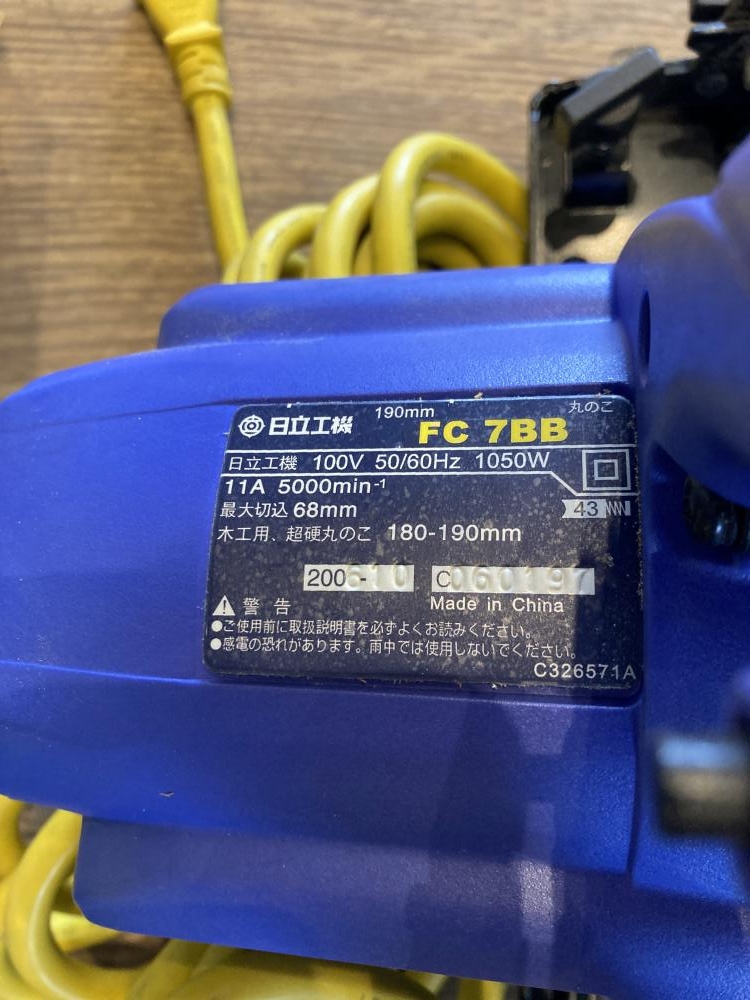 日立工機 190mm 丸のこ
FC 7BB
日立工機 100V 50/60Hz 1050W
11A 5000min⁻¹
最大切込 68mm 43
木工用、超硬丸のこ 180-190mm
2006-10 C060197
警告 Made in China
●ご使用前に取扱説明書を必ずよくお読みください。
●感電の恐れがあります。雨中では使用しないでください。
C326571A